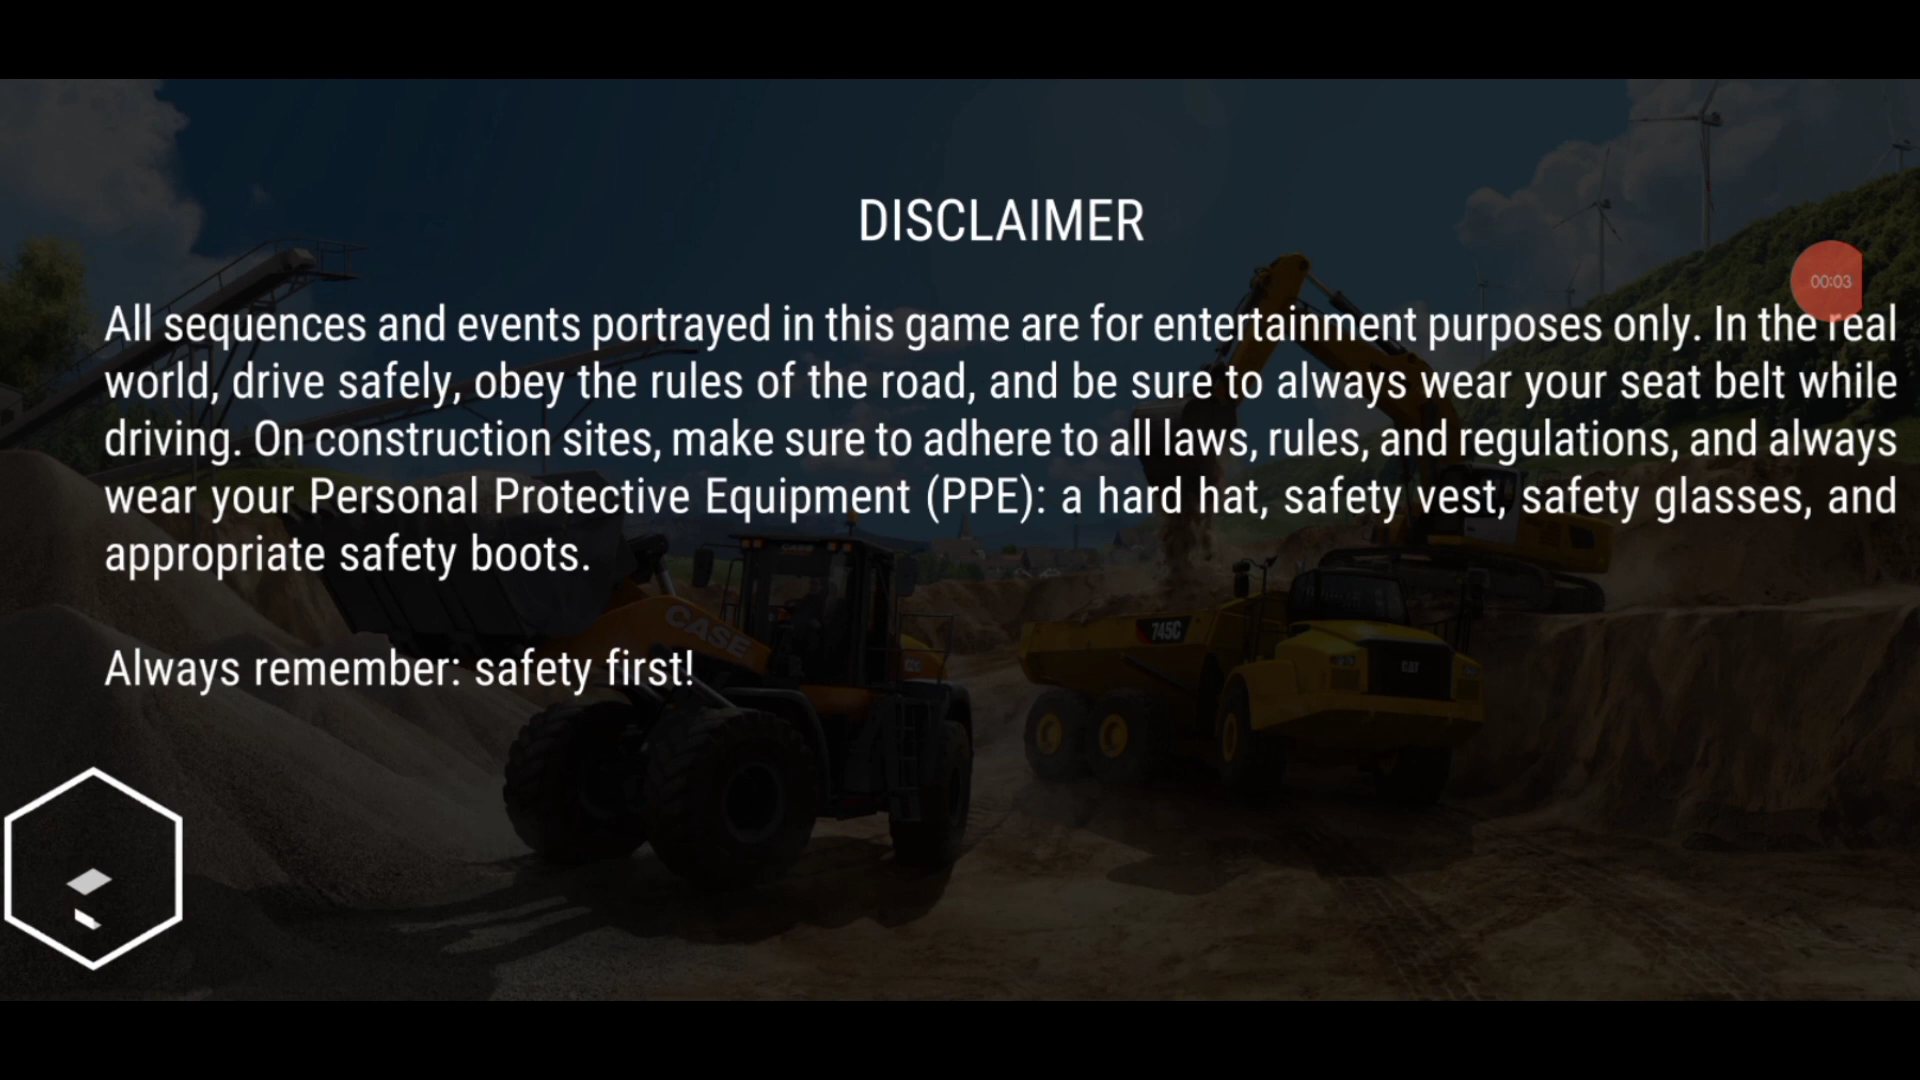 DISCLAIMER
00:03
All sequences and events portrayed in this game are for entertainment purposes only. In the real
world, drive safely, obey the rules of the road, and be sure to always wear your seat belt while
driving. On construction sites, make sure to adhere to all laws, rules, and regulations, and always
wear your Personal Protective Equipment (PPE): a hard hat, safety vest, safety glasses, and
appropriate safety boots.
Always remember: safety first!
CASE
CASE
745C
CAT